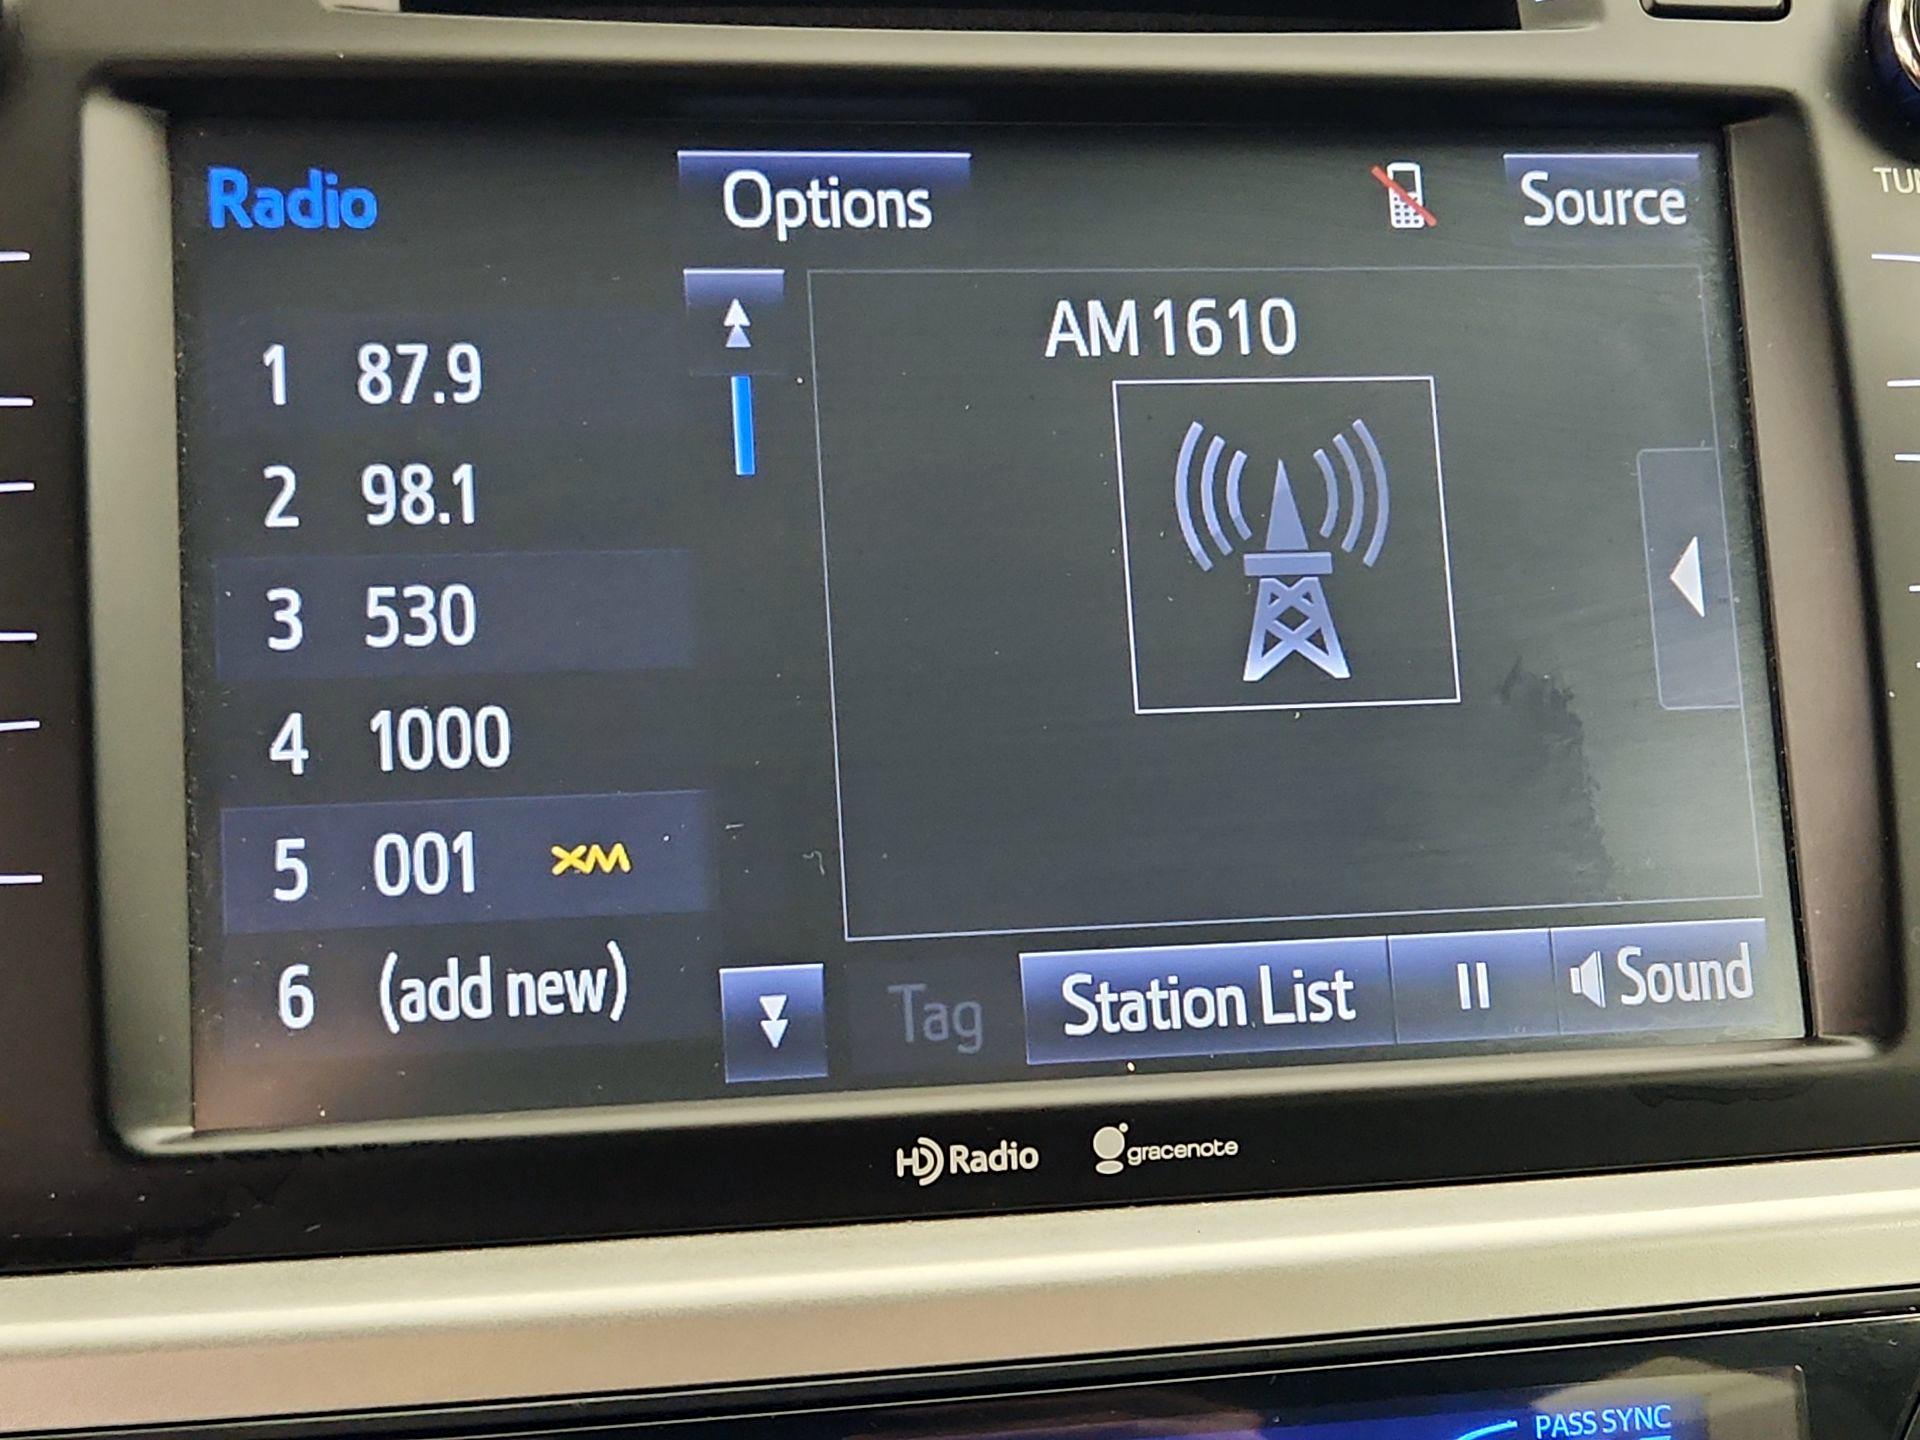 Radio
Options
Source
TUN
AM 1610
1 87.9
2 98.1
3 530
4 1000
5 001 XM
6 (add new)
Tag
Station List
Sound
HD Radio
gracenote
PASS SYNC